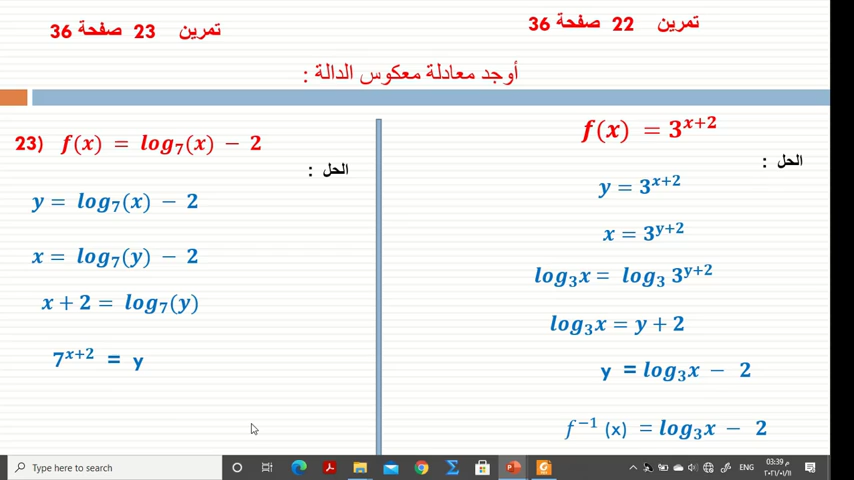 تمرين 22 صفحة 36
تمرين 23 صفحة 36
أوجد معادلة معكوس الدالة :
f(x) = 3^{x+2}
الحل :
y = 3^{x+2}
x = 3^{y+2}
log₃x = log₃ 3^{y+2}
log₃x = y + 2
y = log₃x − 2
f⁻¹ (x) = log₃x − 2
23) f(x) = log₇(x) − 2
الحل :
y = log₇(x) − 2
x = log₇(y) − 2
x + 2 = log₇(y)
7^{x+2} = y
Type here to search
ENG
03:39 م